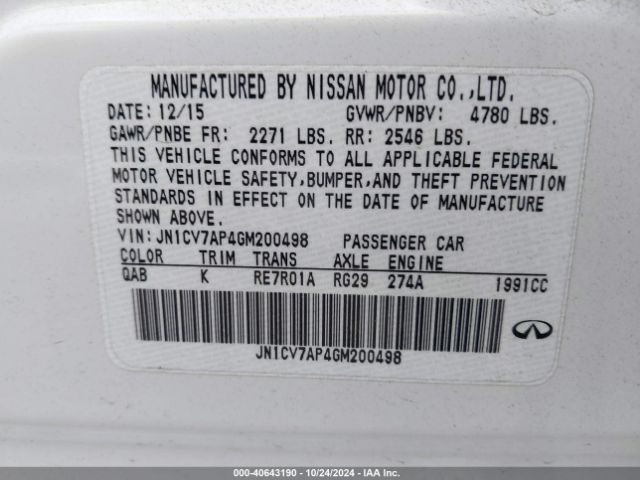 MANUFACTURED BY NISSAN MOTOR CO.,LTD.
DATE: 12/15 GVWR/PNBV: 4780 LBS.
GAWR/PNBE FR: 2271 LBS. RR: 2546 LBS.
THIS VEHICLE CONFORMS TO ALL APPLICABLE FEDERAL
MOTOR VEHICLE SAFETY,BUMPER,AND THEFT PREVENTION
STANDARDS IN EFFECT ON THE DATE OF MANUFACTURE
SHOWN ABOVE.
VIN:JN1CV7AP4GM200498 PASSENGER CAR
COLOR TRIM TRANS AXLE ENGINE
QAB K RE7R01A RG29 274A 1991CC
JN1CV7AP4GM200498
000-40643190 - 10/24/2024 - IAA Inc.